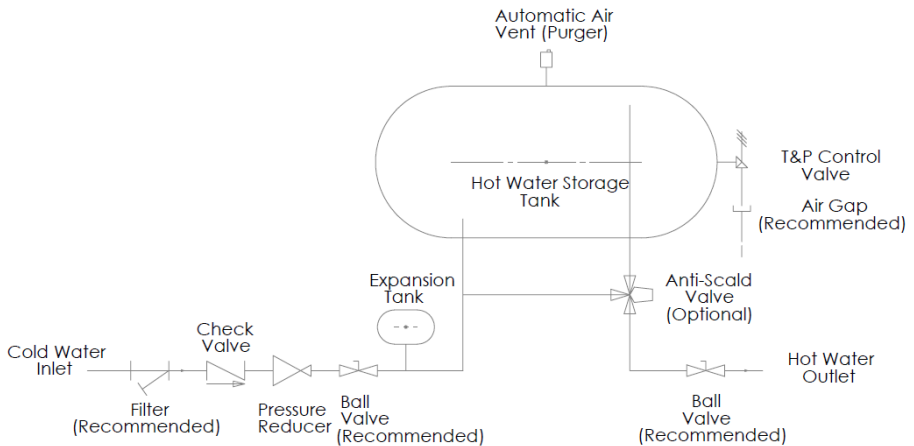 Automatic Air
Vent (Purger)
T&P Control
Valve
Hot Water Storage
Tank
Air Gap
(Recommended)
Expansion
Tank
Anti-Scald
Valve
(Optional)
Check
Valve
Cold Water
Inlet
Hot Water
Outlet
Filter
(Recommended)
Pressure
Reducer
Ball
Valve
(Recommended)
Ball
Valve
(Recommended)